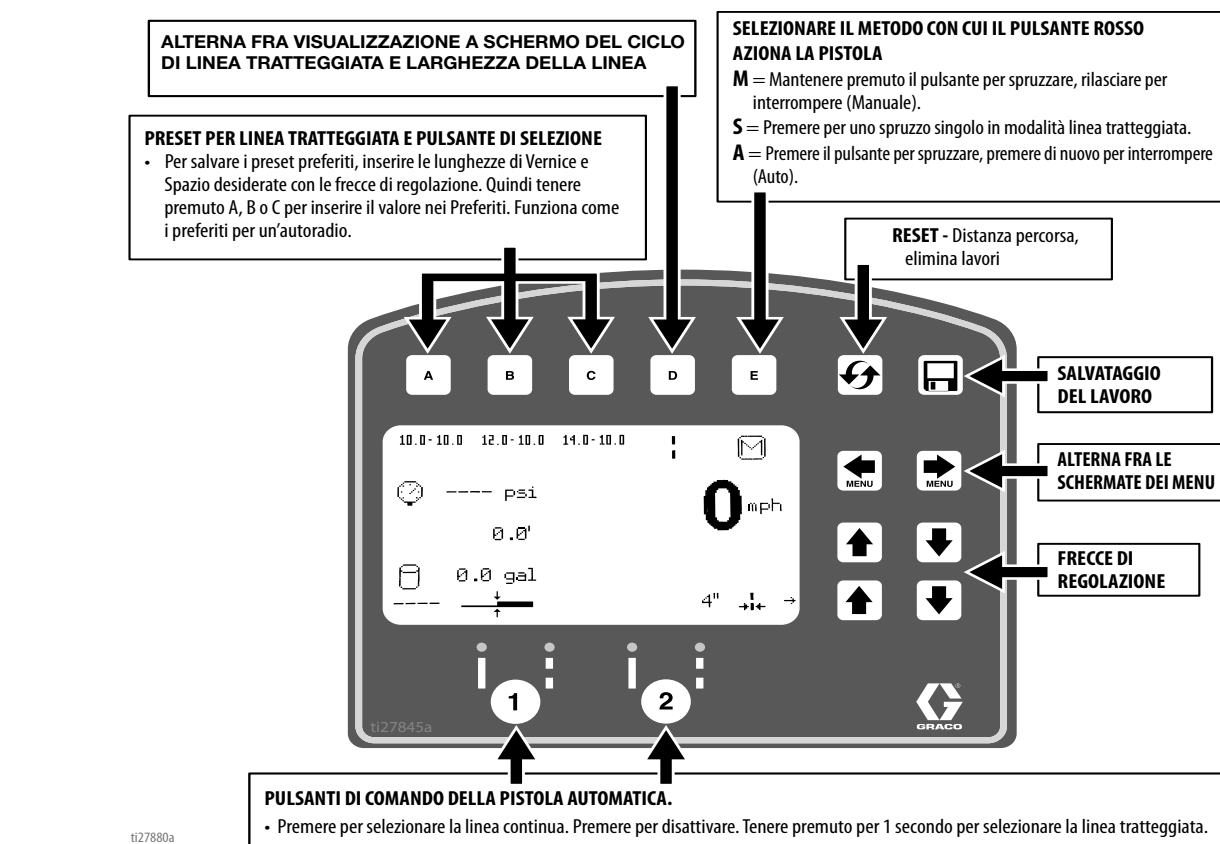 ALTERNA FRA VISUALIZZAZIONE A SCHERMO DEL CICLO
DI LINEA TRATTEGGIATA E LARGHEZZA DELLA LINEA
SELEZIONARE IL METODO CON CUI IL PULSANTE ROSSO
AZIONA LA PISTOLA
M = Mantenere premuto il pulsante per spruzzare, rilasciare per
interrompere (Manuale).
S = Premere per uno spruzzo singolo in modalità linea tratteggiata.
A = Premere il pulsante per spruzzare, premere di nuovo per interrompere
(Auto).
PRESET PER LINEA TRATTEGGIATA E PULSANTE DI SELEZIONE
• Per salvare i preset preferiti, inserire le lunghezze di Vernice e
Spazio desiderate con le frecce di regolazione. Quindi tenere
premuto A, B o C per inserire il valore nei Preferiti. Funziona come
i preferiti per un'autoradio.
RESET - Distanza percorsa,
elimina lavori
A B C D E
SALVATAGGIO
DEL LAVORO
10.0-10.0 12.0-10.0 14.0-10.0 M
MENU MENU
ALTERNA FRA LE
SCHERMATE DEI MENU
---- psi
0 mph
0.0'
FRECCE DI
REGOLAZIONE
0.0 gal
---- 4" →
1 2
ti27845a
GRACO
®
PULSANTI DI COMANDO DELLA PISTOLA AUTOMATICA.
• Premere per selezionare la linea continua. Premere per disattivare. Tenere premuto per 1 secondo per selezionare la linea tratteggiata.
ti27880a